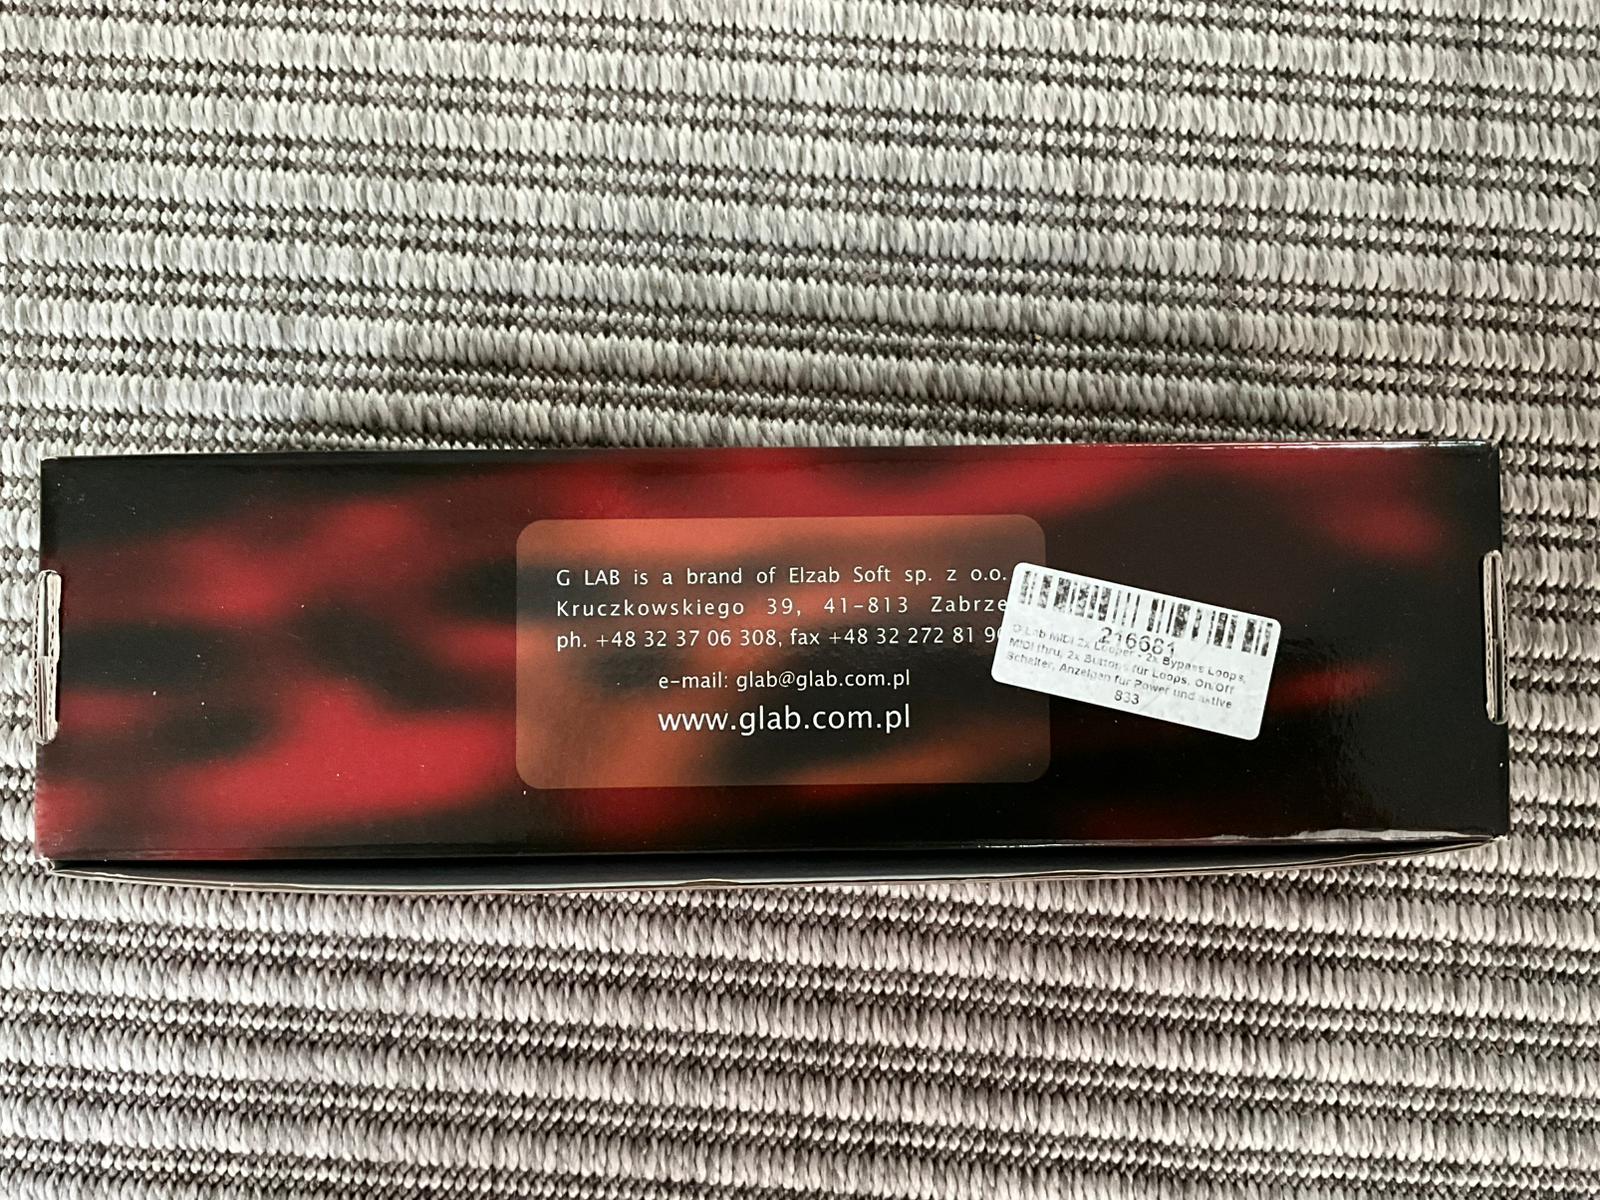 G LAB is a brand of Elzab Soft sp. z o.o.
Kruczkowskiego 39, 41-813 Zabrze
ph. +48 32 37 06 308, fax +48 32 272 81 90
e-mail: glab@glab.com.pl
www.glab.com.pl
216681
G Lab MIDI 2x Looper - 2x Bypass Loops,
MIDI thru, 2x Buttons für Loops, On/Off
Schalter, Anzeigen für Power und aktive
833